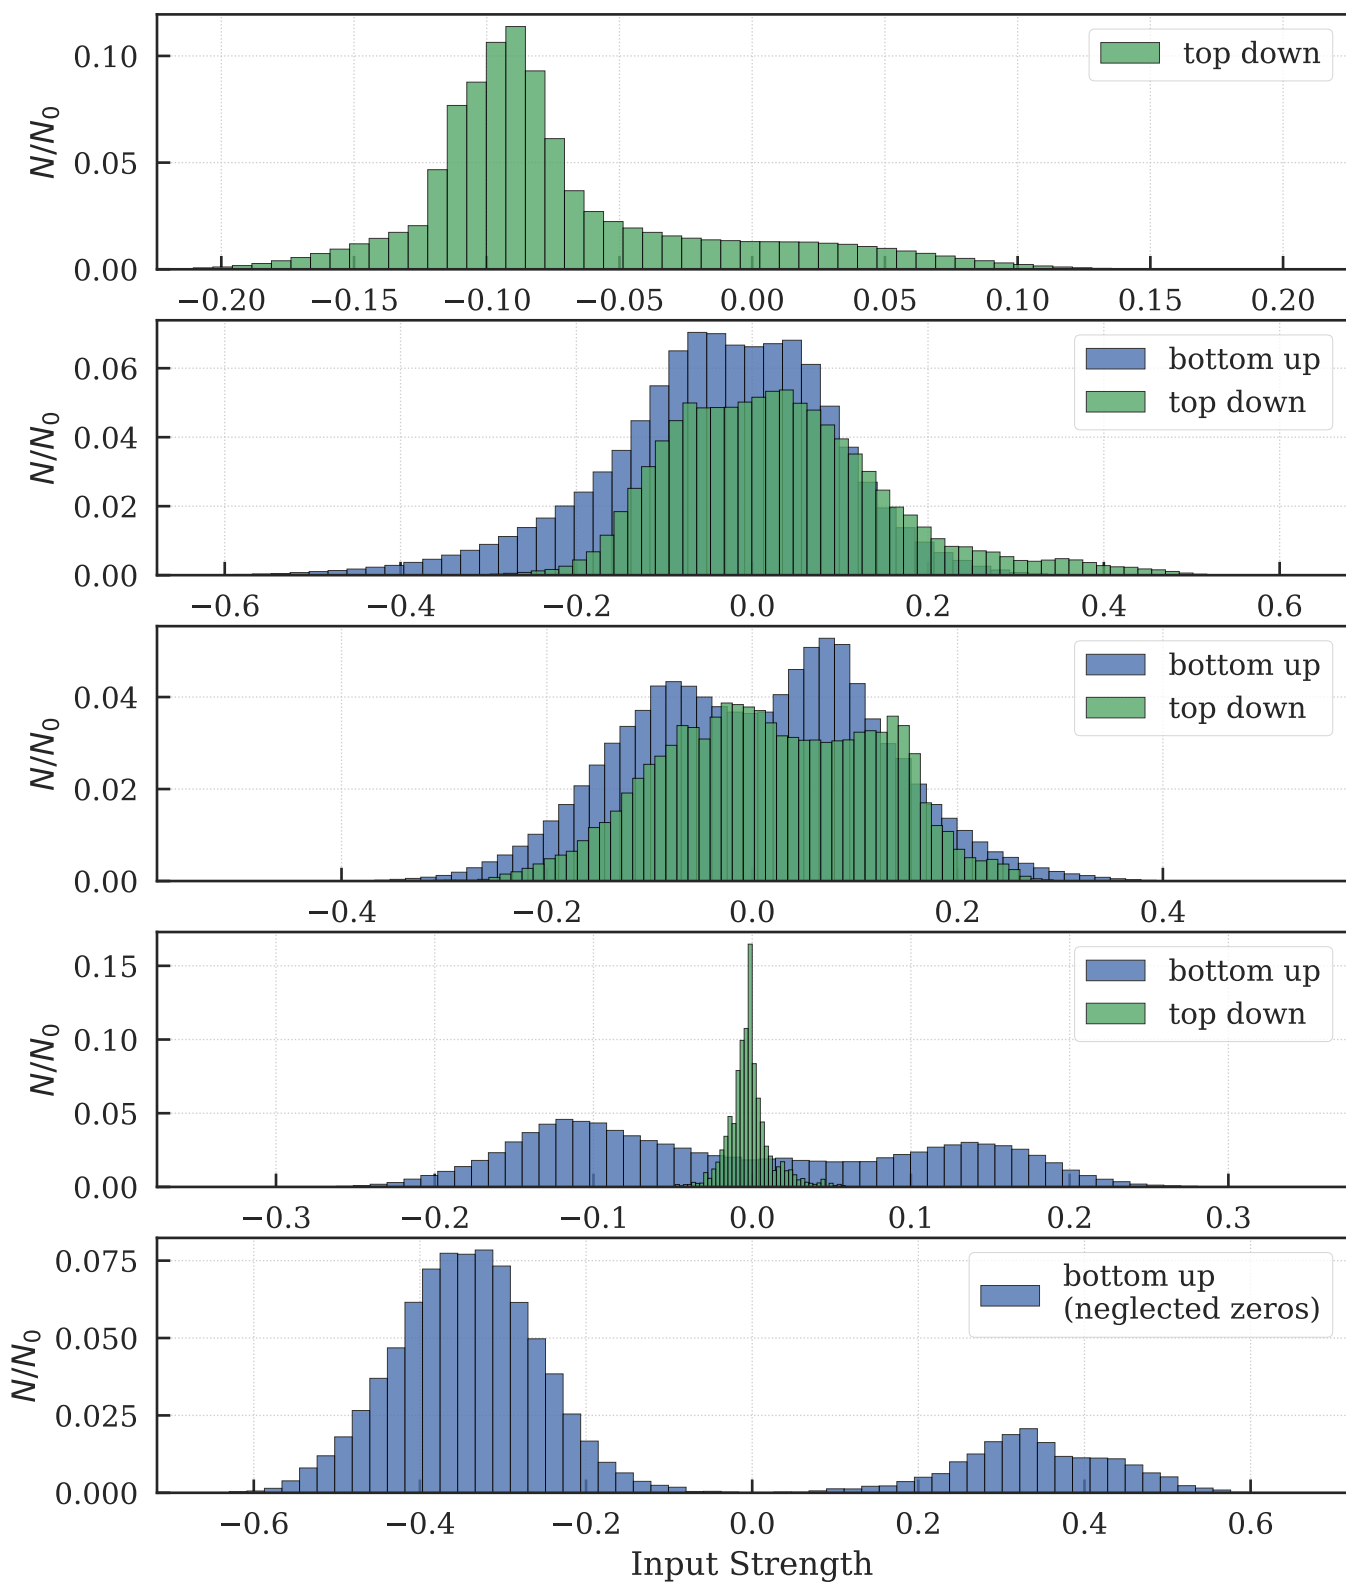 top down
N/N0
0.10
0.05
0.00
−0.20 −0.15 −0.10 −0.05 0.00 0.05 0.10 0.15 0.20
bottom up
top down
N/N0
0.06
0.04
0.02
0.00
−0.6 −0.4 −0.2 0.0 0.2 0.4 0.6
bottom up
top down
N/N0
0.04
0.02
0.00
−0.4 −0.2 0.0 0.2 0.4
bottom up
top down
N/N0
0.15
0.10
0.05
0.00
−0.3 −0.2 −0.1 0.0 0.1 0.2 0.3
bottom up
(neglected zeros)
N/N0
0.075
0.050
0.025
0.000
−0.6 −0.4 −0.2 0.0 0.2 0.4 0.6
Input Strength